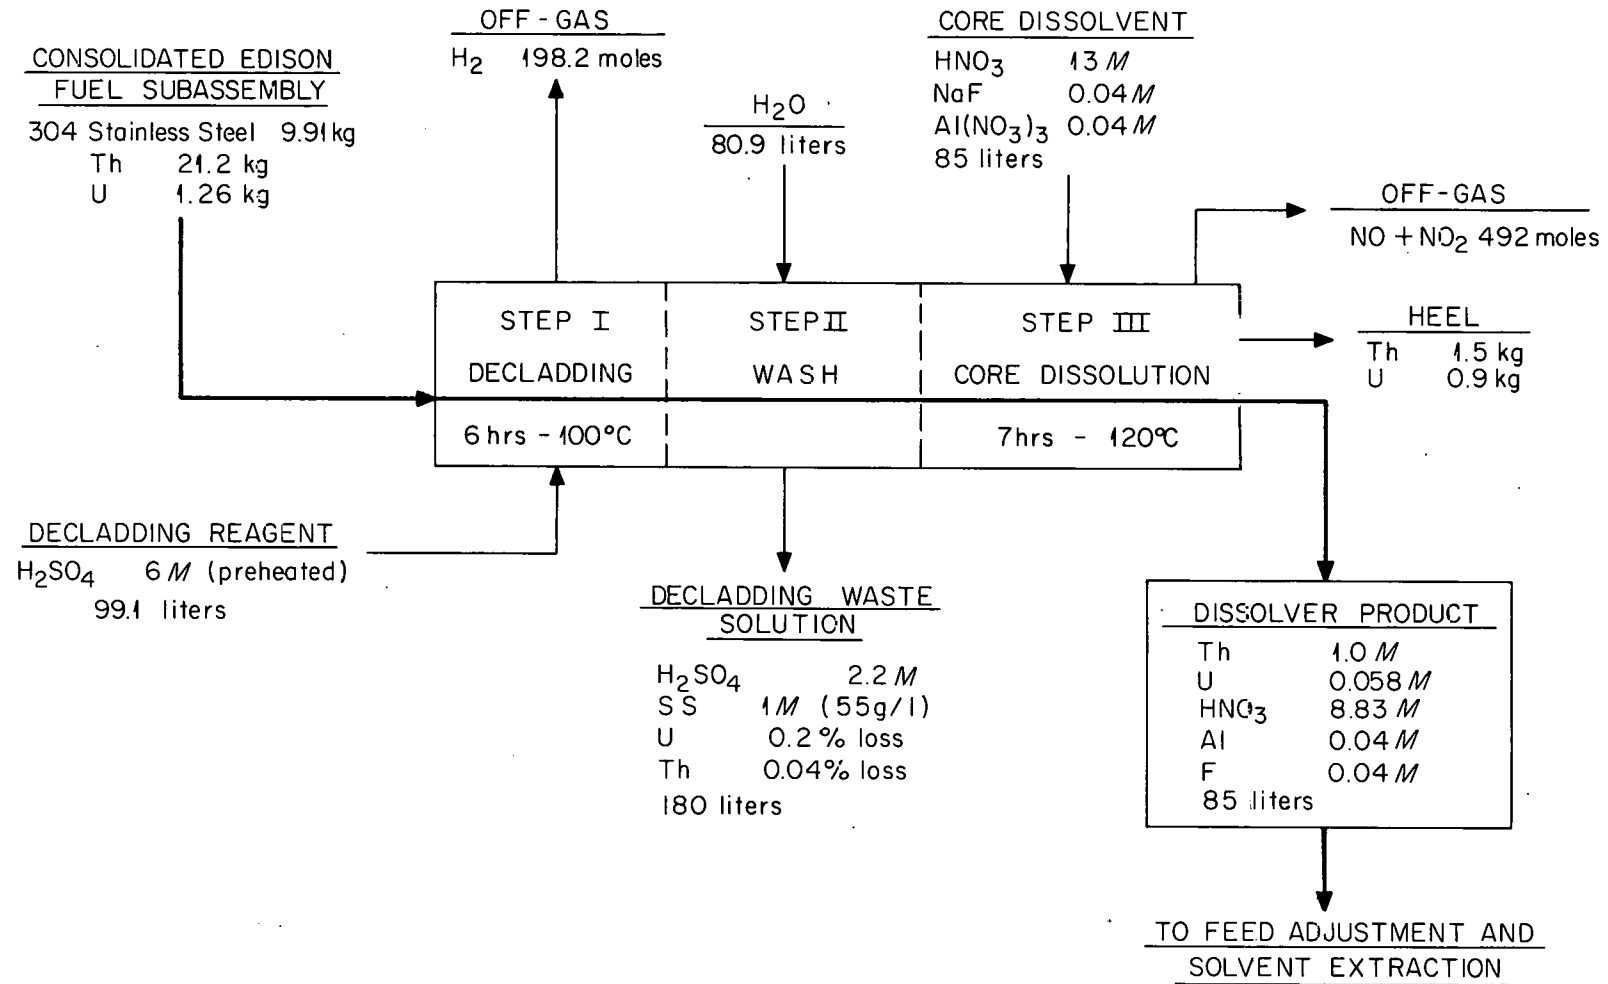 CONSOLIDATED EDISON
FUEL SUBASSEMBLY
304 Stainless Steel 9.91 kg
Th 21.2 kg
U 1.26 kg
OFF-GAS
H2 198.2 moles
H2O
80.9 liters
CORE DISSOLVENT
HNO3 13 M
NaF 0.04 M
Al(NO3)3 0.04 M
85 liters
OFF-GAS
NO + NO2 492 moles
HEEL
Th 1.5 kg
U 0.9 kg
STEP I
DECLADDING
6 hrs - 100°C
STEP II
WASH
STEP III
CORE DISSOLUTION
7hrs - 120°C
DECLADDING REAGENT
H2SO4 6 M (preheated)
99.1 liters
DECLADDING WASTE
SOLUTION
H2SO4 2.2 M
SS 1 M (55g/l)
U 0.2 % loss
Th 0.04% loss
180 liters
DISSOLVER PRODUCT
Th 1.0 M
U 0.058 M
HNO3 8.83 M
Al 0.04 M
F 0.04 M
85 liters
TO FEED ADJUSTMENT AND
SOLVENT EXTRACTION